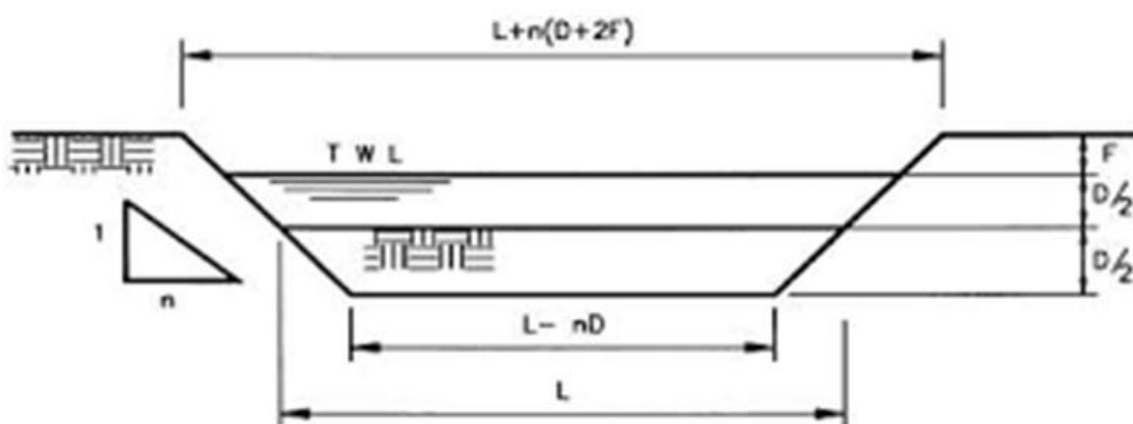 L+n(D+2F)
T W L
F
D/2
D/2
1
n
L- nD
L